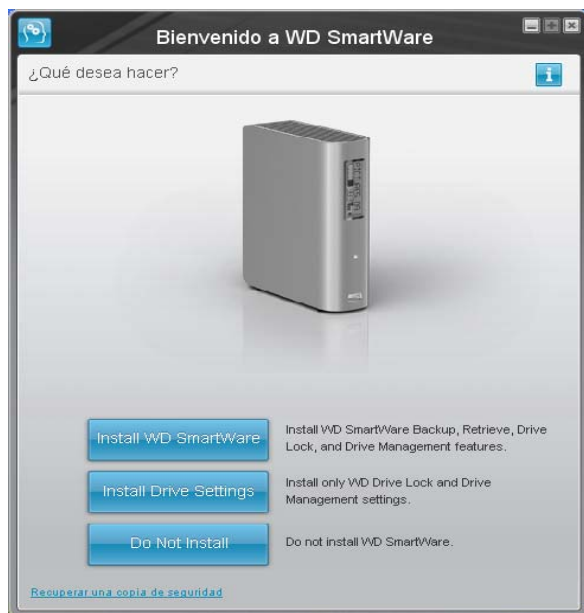 Bienvenido a WD SmartWare
¿Qué desea hacer?
Install WD SmartWare
Install WD SmartWare Backup, Retrieve, Drive
Lock, and Drive Management features.
Install Drive Settings
Install only WD Drive Lock and Drive
Management settings.
Do Not Install
Do not install WD SmartWare.
Recuperar una copia de seguridad